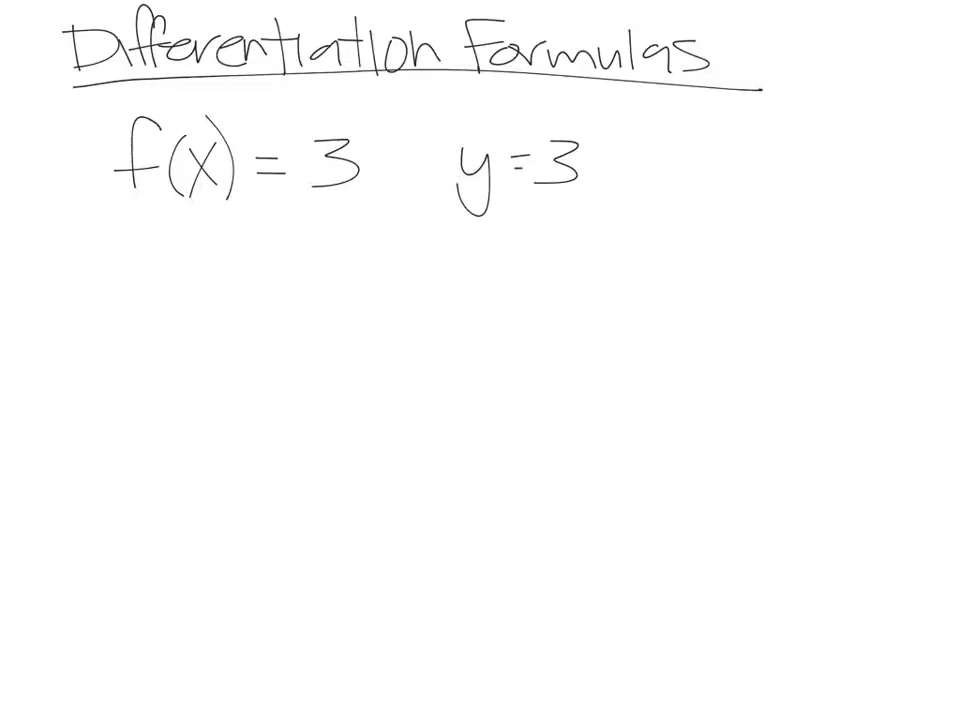 Differentiation Formulas
f(x) = 3 y = 3